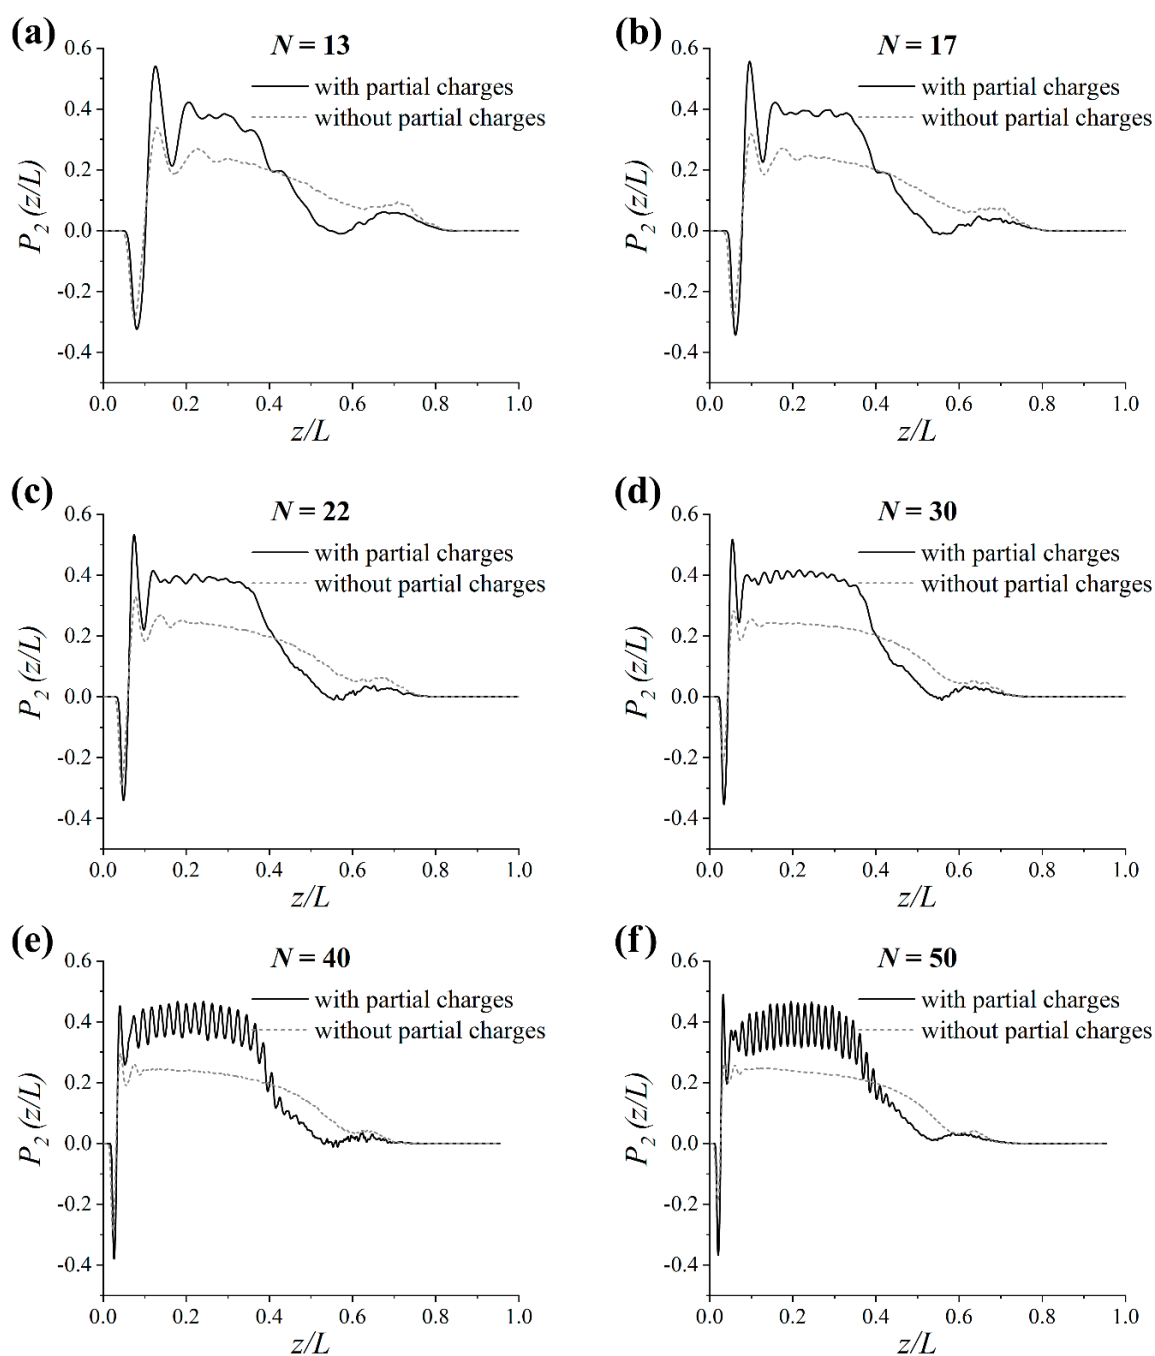 (a)
N = 13
with partial charges
without partial charges
P2 (z/L)
0.6
0.4
0.2
0.0
-0.2
-0.4
0.0 0.2 0.4 0.6 0.8 1.0
z/L
(b)
N = 17
with partial charges
without partial charges
P2 (z/L)
0.6
0.4
0.2
0.0
-0.2
-0.4
0.0 0.2 0.4 0.6 0.8 1.0
z/L
(c)
N = 22
with partial charges
without partial charges
P2 (z/L)
0.6
0.4
0.2
0.0
-0.2
-0.4
0.0 0.2 0.4 0.6 0.8 1.0
z/L
(d)
N = 30
with partial charges
without partial charges
P2 (z/L)
0.6
0.4
0.2
0.0
-0.2
-0.4
0.0 0.2 0.4 0.6 0.8 1.0
z/L
(e)
N = 40
with partial charges
without partial charges
P2 (z/L)
0.6
0.4
0.2
0.0
-0.2
-0.4
0.0 0.2 0.4 0.6 0.8 1.0
z/L
(f)
N = 50
with partial charges
without partial charges
P2 (z/L)
0.6
0.4
0.2
0.0
-0.2
-0.4
0.0 0.2 0.4 0.6 0.8 1.0
z/L